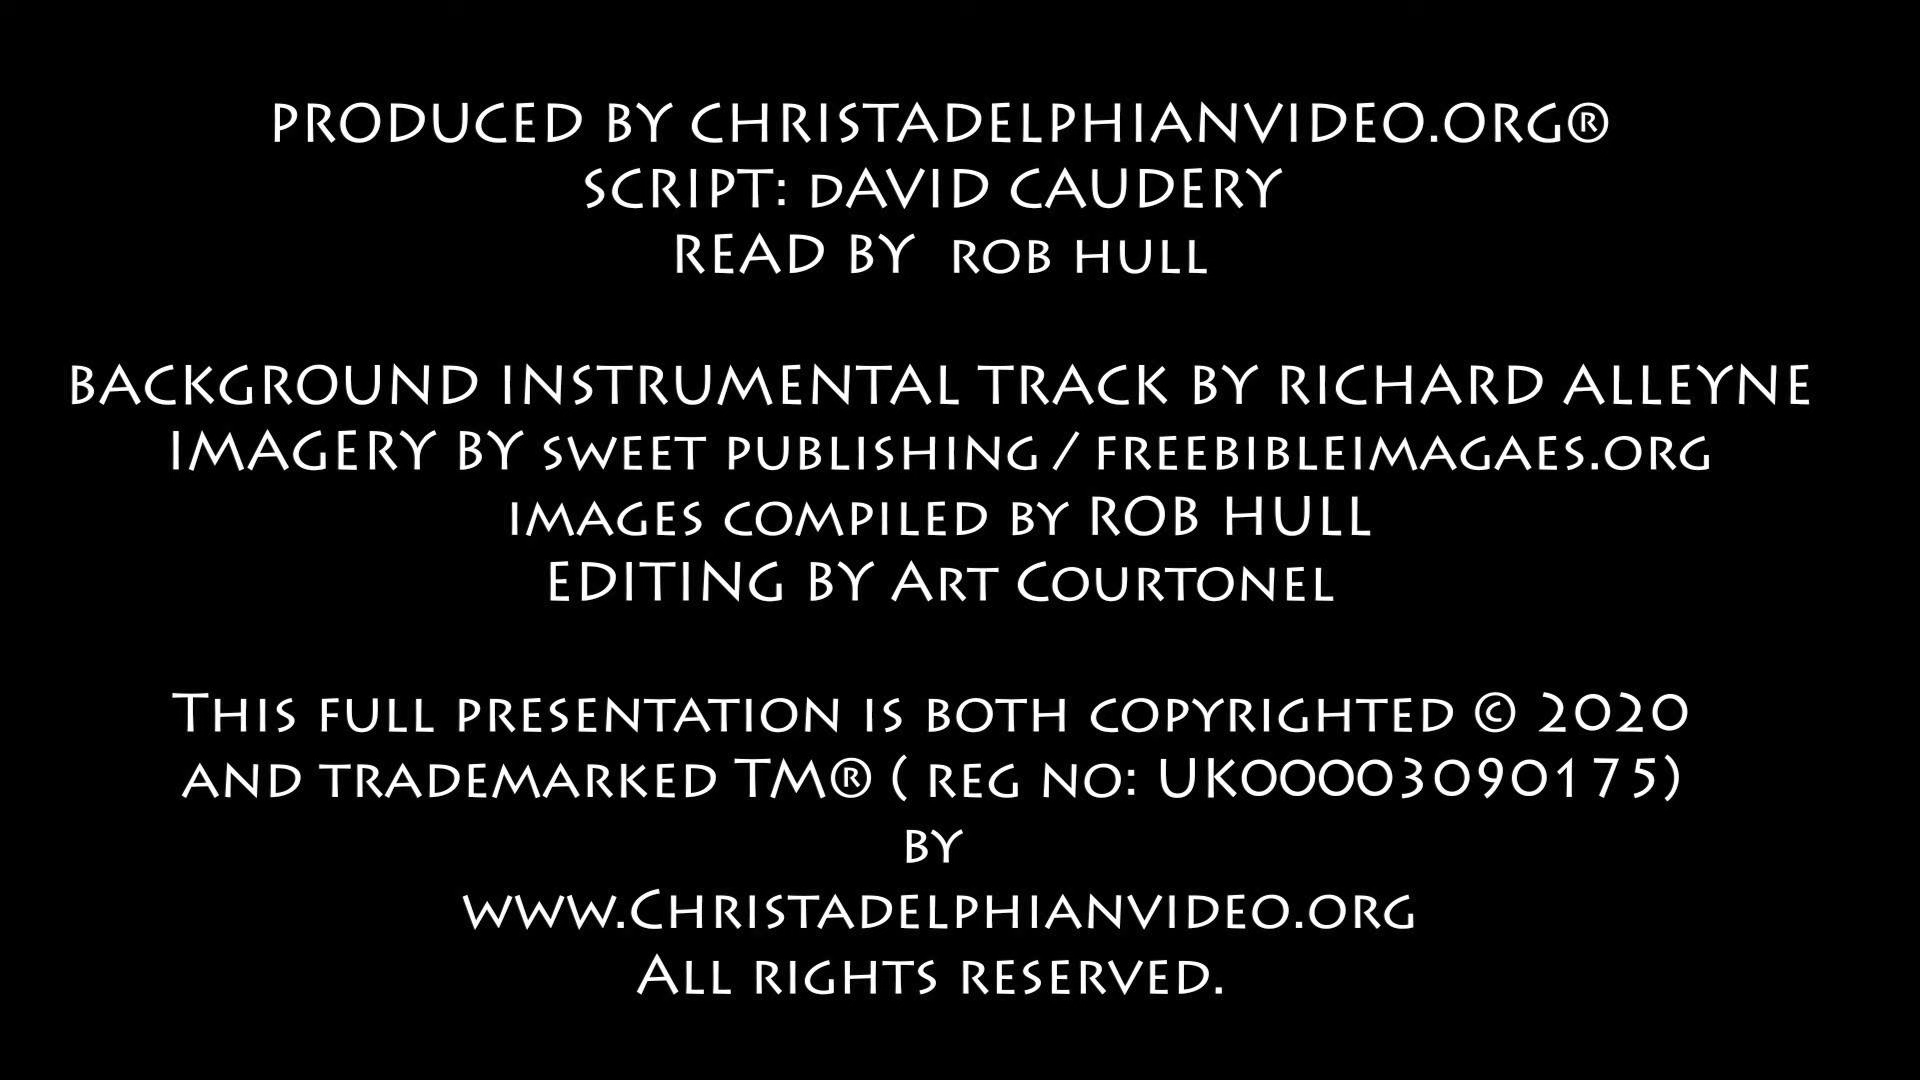 PRODUCED BY CHRISTADELPHIANVIDEO.ORG®
SCRIPT: dAVID CAUDERY
READ BY rob hull
BACKGROUND INSTRUMENTAL TRACK BY RICHARD ALLEYNE
IMAGERY BY sweet publishing / freebibleimagaes.org
images compiled by ROB HULL
EDITING BY Art Courtonel
This full presentation is both copyrighted © 2020
and trademarked TM® ( reg no: UK00003090175)
by
www.Christadelphianvideo.org
All rights reserved.